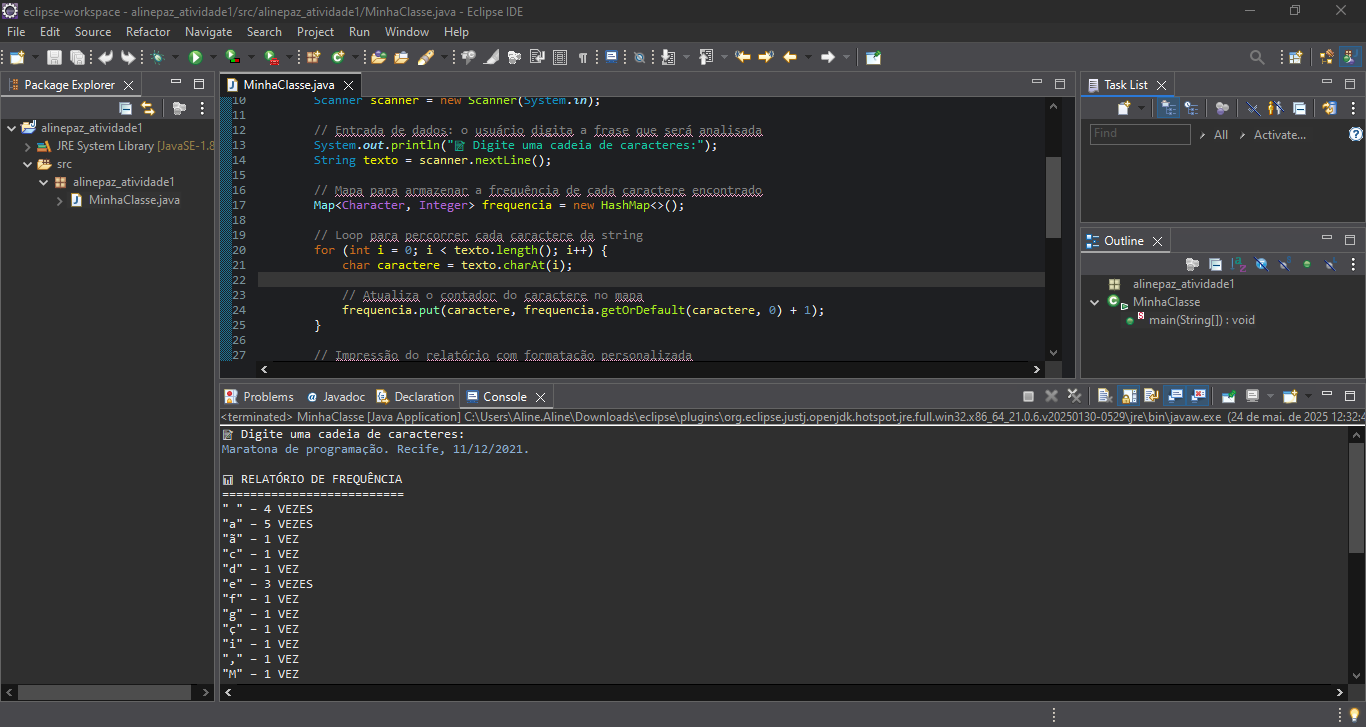 eclipse-workspace - alinepaz_atividade1/src/alinepaz_atividade1/MinhaClasse.java - Eclipse IDE
File Edit Source Refactor Navigate Search Project Run Window Help
Package Explorer
alinepaz_atividade1
JRE System Library [JavaSE-1.8
src
alinepaz_atividade1
MinhaClasse.java
MinhaClasse.java
10 Scanner scanner = new Scanner(System.in);
11
12 // Entrada de dados: o usuário digita a frase que será analisada
13 System.out.println("📝 Digite uma cadeia de caracteres:");
14 String texto = scanner.nextLine();
15
16 // Mapa para armazenar a frequência de cada caractere encontrado
17 Map<Character, Integer> frequencia = new HashMap<>();
18
19 // Loop para percorrer cada caractere da string
20 for (int i = 0; i < texto.length(); i++) {
21 char caractere = texto.charAt(i);
22
23 // Atualiza o contador do caractere no mapa
24 frequencia.put(caractere, frequencia.getOrDefault(caractere, 0) + 1);
25 }
26
27 // Impressão do relatório com formatação personalizada
Task List
Find
All
Activate...
Outline
alinepaz_atividade1
MinhaClasse
main(String[]) : void
Problems Javadoc Declaration Console
<terminated> MinhaClasse [Java Application] C:\Users\Aline.Aline\Downloads\eclipse\plugins\org.eclipse.justj.openjdk.hotspot.jre.full.win32.x86_64_21.0.6.v20250130-0529\jre\bin\javaw.exe (24 de mai. de 2025 12:32:4
📝 Digite uma cadeia de caracteres:
Maratona de programação. Recife, 11/12/2021.
📊 RELATÓRIO DE FREQUÊNCIA
==========================
" " – 4 VEZES
"a" – 5 VEZES
"ã" – 1 VEZ
"c" – 1 VEZ
"d" – 1 VEZ
"e" – 3 VEZES
"f" – 1 VEZ
"g" – 1 VEZ
"ç" – 1 VEZ
"i" – 1 VEZ
"," – 1 VEZ
"M" – 1 VEZ